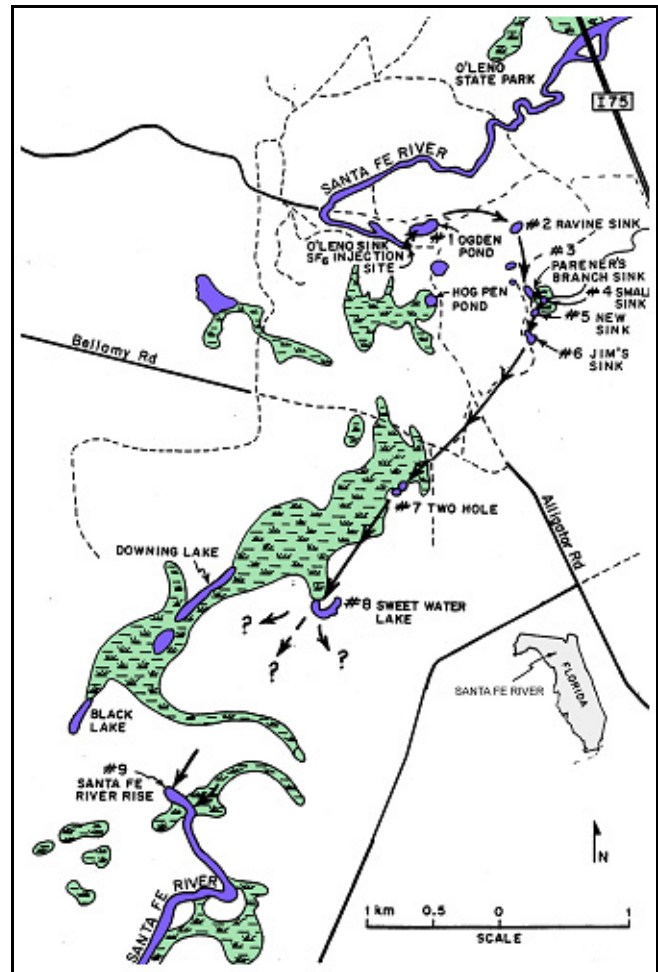 O'LENO
STATE PARK
I75
SANTA FE RIVER
#1 OGDEN
POND
#2 RAVINE SINK
O'LENO SINK
SF6 INJECTION
SITE
#3
PARENER'S
BRANCH SINK
#4 SMALL
SINK
#5 NEW
SINK
#6 JIM'S
SINK
HOG PEN
POND
Bellamy Rd
#7 TWO HOLE
Alligator Rd
DOWNING LAKE
#8 SWEET WATER
LAKE
?
?
?
FLORIDA
SANTA FE RIVER
BLACK
LAKE
#9
SANTA FE
RIVER RISE
N
SANTA FE RIVER
1 km 0.5 0 1
SCALE